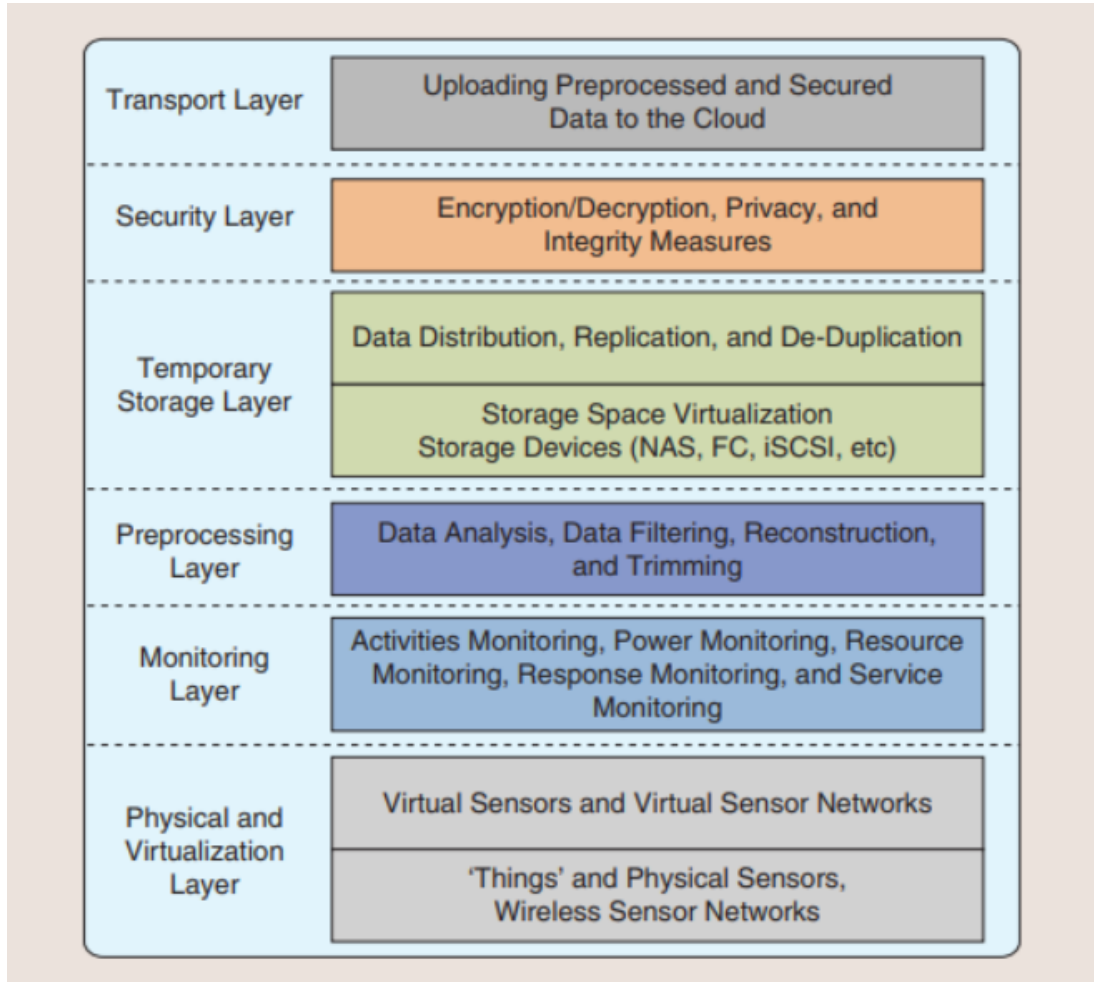 Transport Layer
Uploading Preprocessed and Secured
Data to the Cloud
Security Layer
Encryption/Decryption, Privacy, and
Integrity Measures
Temporary
Storage Layer
Data Distribution, Replication, and De-Duplication
Storage Space Virtualization
Storage Devices (NAS, FC, iSCSI, etc)
Preprocessing
Layer
Data Analysis, Data Filtering, Reconstruction,
and Trimming
Monitoring
Layer
Activities Monitoring, Power Monitoring, Resource
Monitoring, Response Monitoring, and Service
Monitoring
Physical and
Virtualization
Layer
Virtual Sensors and Virtual Sensor Networks
‘Things’ and Physical Sensors,
Wireless Sensor Networks